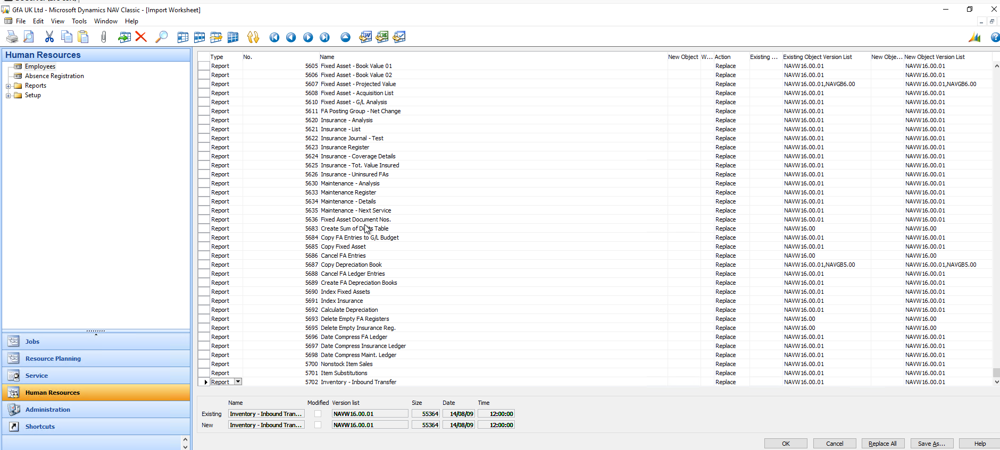 GfA UK Ltd - Microsoft Dynamics NAV Classic - [Import Worksheet]
File Edit View Tools Window Help
Human Resources
Employees
Absence Registration
Reports
Setup
Jobs
Resource Planning
Service
Human Resources
Administration
Shortcuts
Type No. Name New Object W... Action Existing ... Existing Object Version List New Obje... New Object Version List
Report 5605 Fixed Asset - Book Value 01 Replace NAVW16.00.01 NAVW16.00.01
Report 5606 Fixed Asset - Book Value 02 Replace NAVW16.00.01 NAVW16.00.01
Report 5607 Fixed Asset - Projected Value Replace NAVW16.00.01,NAVGB6.00 NAVW16.00.01,NAVGB6.00
Report 5608 Fixed Asset - Acquisition List Replace NAVW16.00.01 NAVW16.00.01
Report 5610 Fixed Asset - G/L Analysis Replace NAVW16.00.01 NAVW16.00.01
Report 5611 FA Posting Group - Net Change Replace NAVW16.00.01 NAVW16.00.01
Report 5620 Insurance - Analysis Replace NAVW16.00.01 NAVW16.00.01
Report 5621 Insurance - List Replace NAVW16.00.01 NAVW16.00.01
Report 5622 Insurance Journal - Test Replace NAVW16.00.01 NAVW16.00.01
Report 5623 Insurance Register Replace NAVW16.00.01 NAVW16.00.01
Report 5624 Insurance - Coverage Details Replace NAVW16.00.01 NAVW16.00.01
Report 5625 Insurance - Tot. Value Insured Replace NAVW16.00.01 NAVW16.00.01
Report 5626 Insurance - Uninsured FAs Replace NAVW16.00.01 NAVW16.00.01
Report 5630 Maintenance - Analysis Replace NAVW16.00.01 NAVW16.00.01
Report 5633 Maintenance Register Replace NAVW16.00.01 NAVW16.00.01
Report 5634 Maintenance - Details Replace NAVW16.00.01 NAVW16.00.01
Report 5635 Maintenance - Next Service Replace NAVW16.00.01 NAVW16.00.01
Report 5636 Fixed Asset Document Nos. Replace NAVW16.00.01 NAVW16.00.01
Report 5683 Create Sum of Digits Table Replace NAVW16.00 NAVW16.00
Report 5684 Copy FA Entries to G/L Budget Replace NAVW16.00.01 NAVW16.00.01
Report 5685 Copy Fixed Asset Replace NAVW16.00.01 NAVW16.00.01
Report 5686 Cancel FA Entries Replace NAVW16.00 NAVW16.00
Report 5687 Copy Depreciation Book Replace NAVW16.00.01,NAVGB5.00 NAVW16.00.01,NAVGB5.00
Report 5688 Cancel FA Ledger Entries Replace NAVW16.00.01 NAVW16.00.01
Report 5689 Create FA Depreciation Books Replace NAVW16.00.01 NAVW16.00.01
Report 5690 Index Fixed Assets Replace NAVW16.00.01 NAVW16.00.01
Report 5691 Index Insurance Replace NAVW16.00.01 NAVW16.00.01
Report 5692 Calculate Depreciation Replace NAVW16.00.01 NAVW16.00.01
Report 5693 Delete Empty FA Registers Replace NAVW16.00 NAVW16.00
Report 5695 Delete Empty Insurance Reg. Replace NAVW16.00 NAVW16.00
Report 5696 Date Compress FA Ledger Replace NAVW16.00.01 NAVW16.00.01
Report 5697 Date Compress Insurance Ledger Replace NAVW16.00.01 NAVW16.00.01
Report 5698 Date Compress Maint. Ledger Replace NAVW16.00.01 NAVW16.00.01
Report 5700 Nonstock Item Sales Replace NAVW16.00.01 NAVW16.00.01
Report 5701 Item Substitutions Replace NAVW16.00.01 NAVW16.00.01
Report 5702 Inventory - Inbound Transfer Replace NAVW16.00.01 NAVW16.00.01
Name Modified Version list Size Date Time
Existing Inventory - Inbound Tran... NAVW16.00.01 55364 14/08/09 12:00:00
New Inventory - Inbound Tran... NAVW16.00.01 55364 14/08/09 12:00:00
OK Cancel Replace All Save As... Help